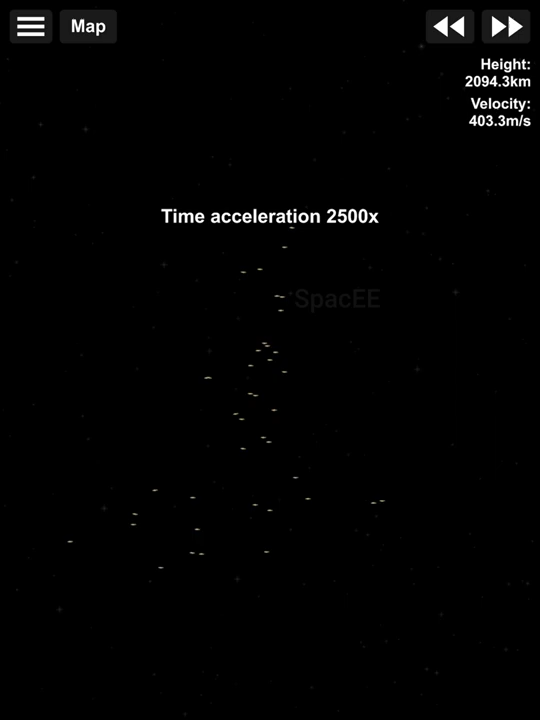 Map
Height:
2094.3km
Velocity:
403.3m/s
Time acceleration 2500x
SpacEE